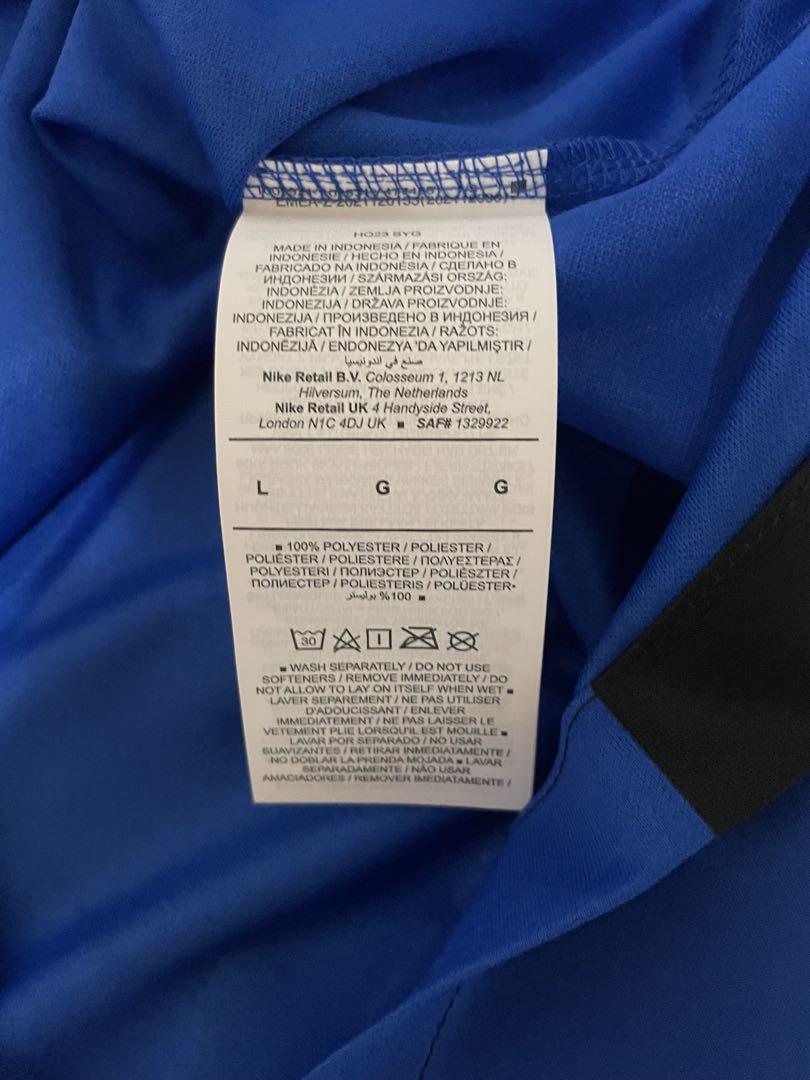 EMEA-Z-2021120135(202112006)
HO23 SYG
MADE IN INDONESIA / FABRIQUE EN
INDONESIE / HECHO EN INDONESIA /
FABRICADO NA INDONÉSIA / СДЕЛАНО В
ИНДОНЕЗИИ / SZÁRMAZÁSI ORSZÁG:
INDONÉZIA / ZEMLJA PROIZVODNJE:
INDONEZIJA / DRŽAVA PROIZVODNJE:
INDONEZIJA / ПРОИЗВЕДЕНО В ИНДОНЕЗИЯ /
FABRICAT ÎN INDONEZIA / RAŽOTS:
INDONĒZIJĀ / ENDONEZYA 'DA YAPILMIŞTIR /
صنع في اندونيسيا
Nike Retail B.V. Colosseum 1, 1213 NL
Hilversum, The Netherlands
Nike Retail UK 4 Handyside Street,
London N1C 4DJ UK ■ SAF# 1329922
L G G
■ 100% POLYESTER / POLIESTER /
POLIÉSTER / POLIESTERE / ΠΟΛΥΕΣΤΕΡΑΣ /
POLYESTERI / ПОЛИЭСТЕР / POLIÉSZTER /
ПОЛИЕСТЕР / POLIESTERIS / POLÜESTER•
100% بوليستر ■
30
■ WASH SEPARATELY / DO NOT USE
SOFTENERS / REMOVE IMMEDIATELY / DO
NOT ALLOW TO LAY ON ITSELF WHEN WET ■
LAVER SEPAREMENT / NE PAS UTILISER
D'ADOUCISSANT / ENLEVER
IMMEDIATEMENT / NE PAS LAISSER LE
VETEMENT PLIE LORSQU'IL EST MOUILLE ■
LAVAR POR SEPARADO / NO USAR
SUAVIZANTES / RETIRAR INMEDIATAMENTE /
NO DOBLAR LA PRENDA MOJADA ■ LAVAR
SEPARADAMENTE / NÃO USAR
AMACIADORES / REMOVER IMEDIATAMENTE /